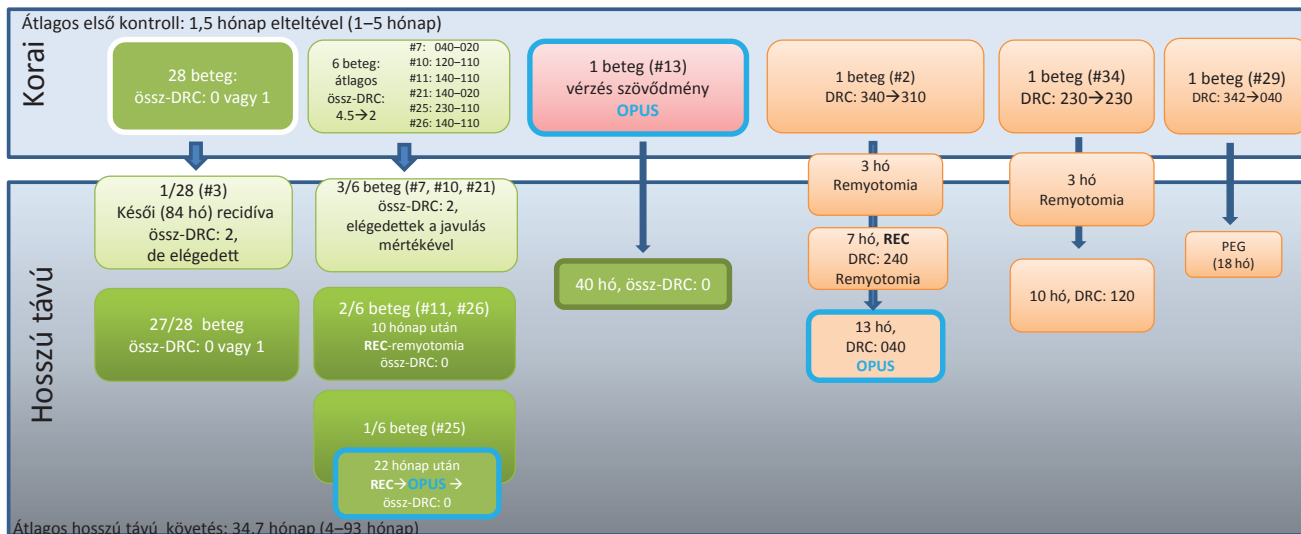 Átlagos első kontroll: 1,5 hónap elteltével (1–5 hónap)
Korai
28 beteg:
össz-DRC: 0 vagy 1
6 beteg:
átlagos
össz-DRC:
4.5→2
#7: 040–020
#10: 120–110
#11: 140–110
#21: 140–020
#25: 230–110
#26: 140–110
1 beteg (#13)
vérzés szövődmény
OPUS
1 beteg (#2)
DRC: 340→310
1 beteg (#34)
DRC: 230→230
1 beteg (#29)
DRC: 342→040
Hosszú távú
1/28 (#3)
Késői (84 hó) recidíva
össz-DRC: 2,
de elégedett
27/28 beteg
össz-DRC: 0 vagy 1
3/6 beteg (#7, #10, #21)
össz-DRC: 2,
elégedettek a javulás
mértékével
2/6 beteg (#11, #26)
10 hónap után
REC-remyotomia
össz-DRC: 0
1/6 beteg (#25)
22 hónap után
REC→OPUS →
össz-DRC: 0
40 hó, össz-DRC: 0
3 hó
Remyotomia
7 hó, REC
DRC: 240
Remyotomia
13 hó,
DRC: 040
OPUS
3 hó
Remyotomia
10 hó, DRC: 120
PEG
(18 hó)
Átlagos hosszú távú követés: 34,7 hónap (4–93 hónap)